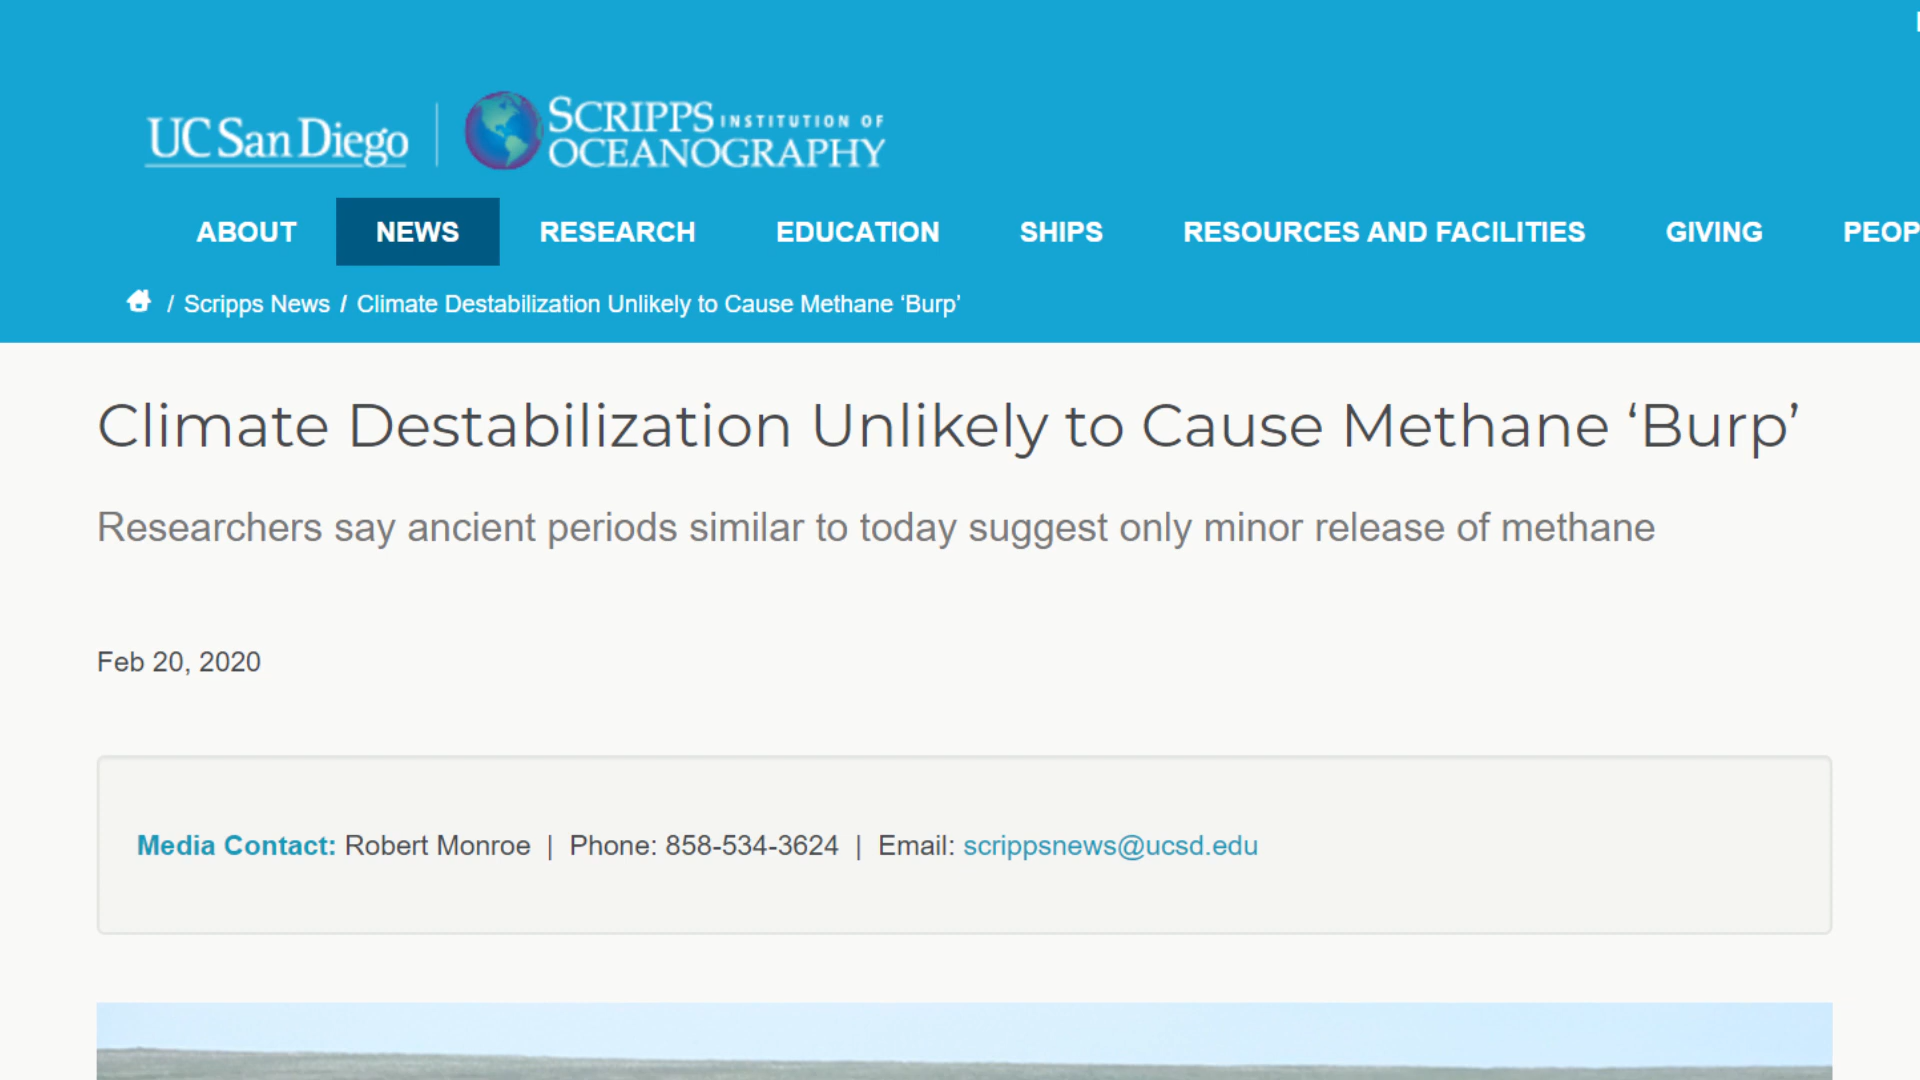 UC San Diego
SCRIPPS INSTITUTION OF
OCEANOGRAPHY
ABOUT NEWS RESEARCH EDUCATION SHIPS RESOURCES AND FACILITIES GIVING PEOP
/ Scripps News / Climate Destabilization Unlikely to Cause Methane ‘Burp’
Climate Destabilization Unlikely to Cause Methane ‘Burp’
Researchers say ancient periods similar to today suggest only minor release of methane
Feb 20, 2020
Media Contact: Robert Monroe | Phone: 858-534-3624 | Email: scrippsnews@ucsd.edu